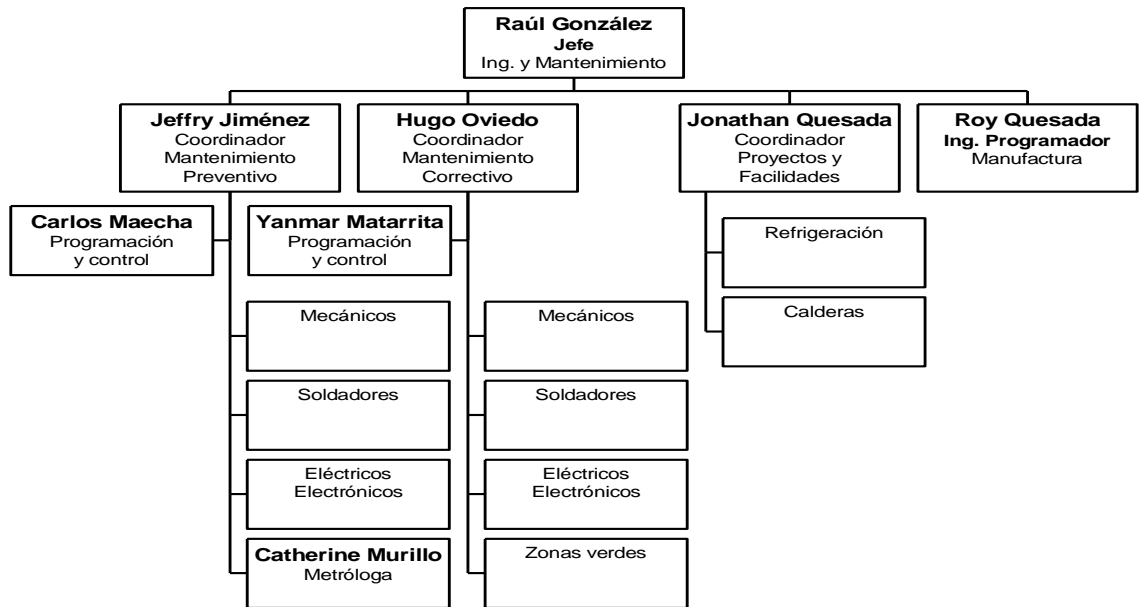 Raúl González
Jefe
Ing. y Mantenimiento
Jeffry Jiménez
Coordinador
Mantenimiento
Preventivo
Hugo Oviedo
Coordinador
Mantenimiento
Correctivo
Jonathan Quesada
Coordinador
Proyectos y
Facilidades
Roy Quesada
Ing. Programador
Manufactura
Carlos Maecha
Programación
y control
Yanmar Matarrita
Programación
y control
Refrigeración
Calderas
Mecánicos
Soldadores
Eléctricos
Electrónicos
Catherine Murillo
Metróloga
Mecánicos
Soldadores
Eléctricos
Electrónicos
Zonas verdes